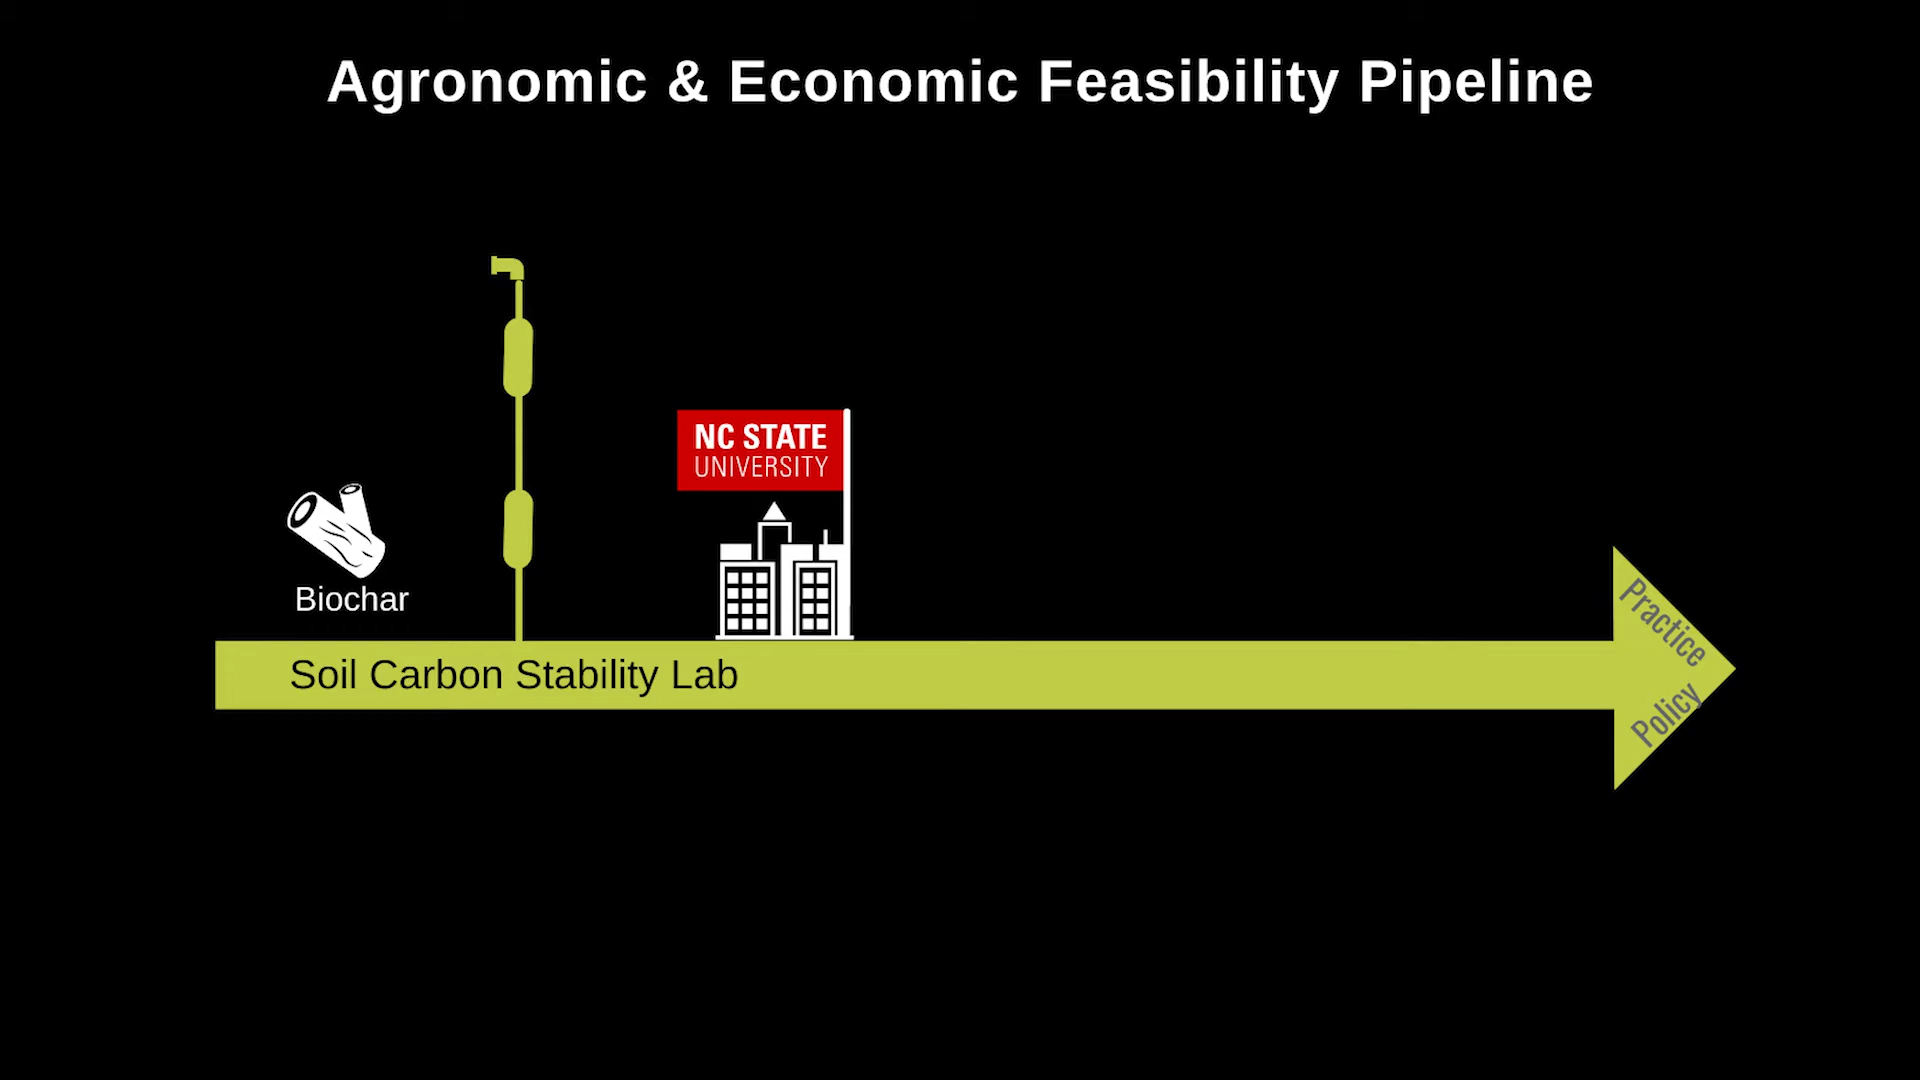 Agronomic & Economic Feasibility Pipeline
NC STATE
UNIVERSITY
Biochar
Soil Carbon Stability Lab
Practice
Policy